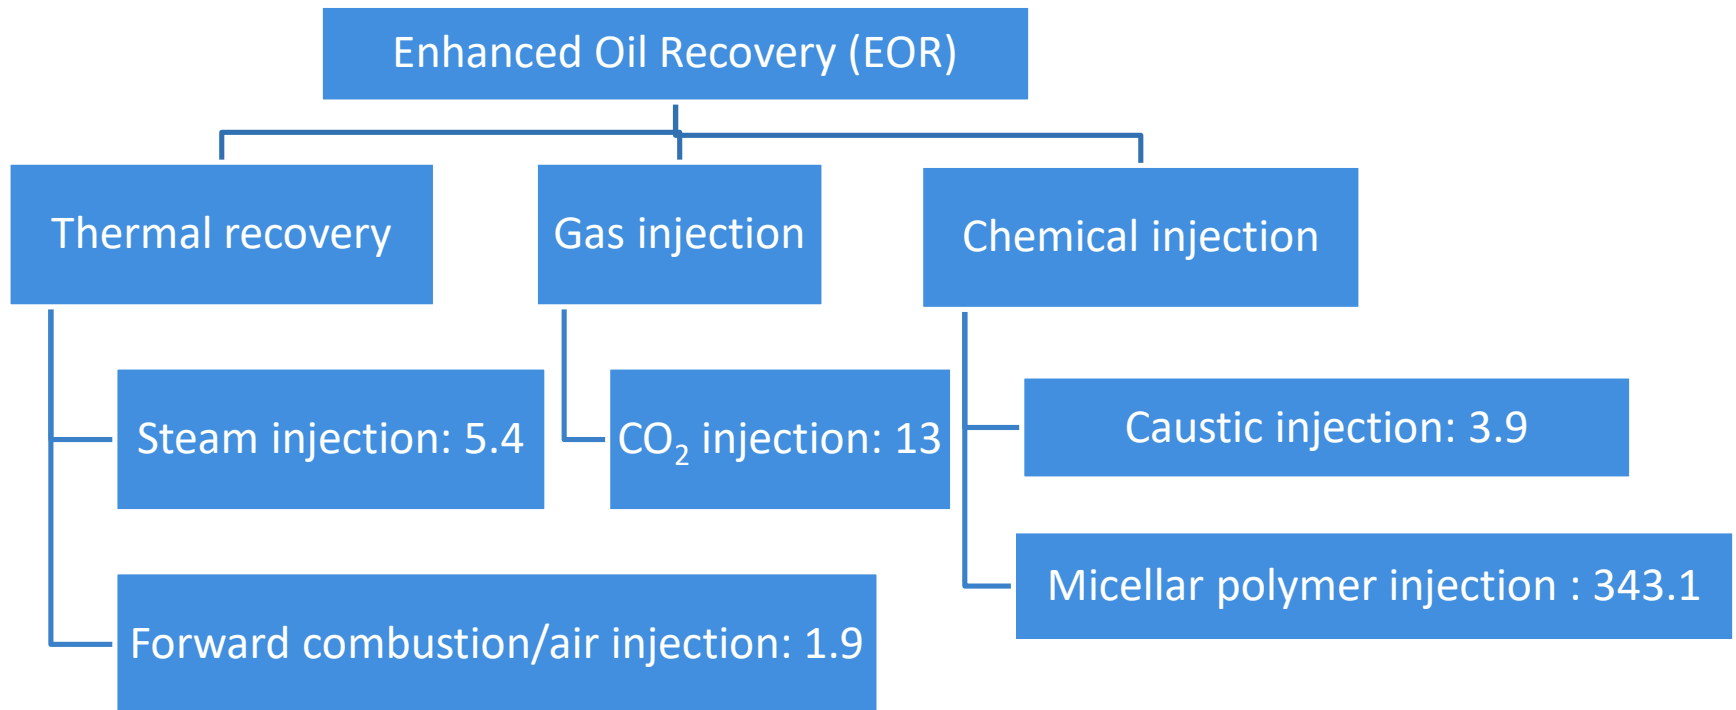 Enhanced Oil Recovery (EOR)
Thermal recovery
Gas injection
Chemical injection
Steam injection: 5.4
CO₂ injection: 13
Caustic injection: 3.9
Forward combustion/air injection: 1.9
Micellar polymer injection : 343.1